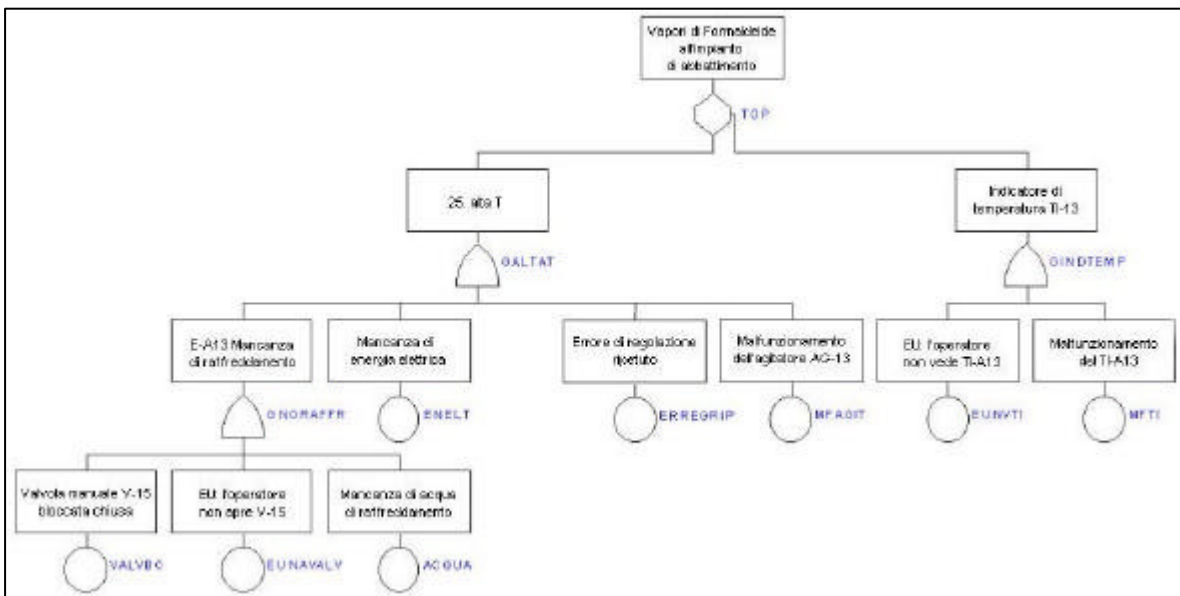 Vapori di Formaldeide
all'impianto
di abbattimento
TOP
25. alta T
Indicatore di
temperatura TI-13
GALTAT
GINDTEMP
E-A13 Mancanza
di raffreddamento
Mancanza di
energia elettrica
Errore di regolazione
ripetuto
Malfunzionamento
dell'agitatore AG-13
EU: l'operatore
non vede TI-A13
Malfunzionamento
del TI-A13
GNORAFFR
ENELT
ERREGRIP
MFAGIT
EUNVTI
MFTI
Valvola manuale V-15
bloccata chiusa
EU: l'operatore
non apre V-15
Mancanza di acqua
di raffreddamento
VALVBC
EUNAVALV
ACQUA